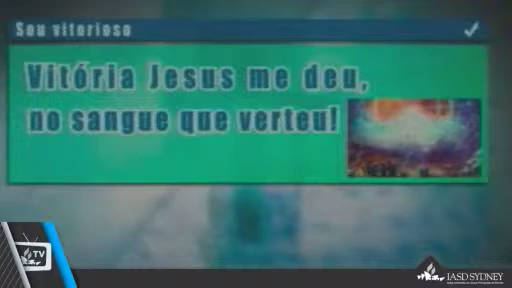 Sou vitorioso
Vitória Jesus me deu,
no sangue que verteu!
TV
IASD SYDNEY